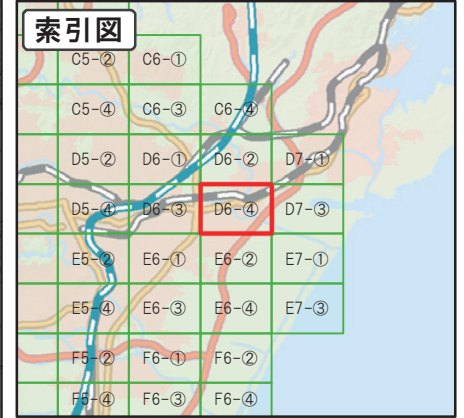 索引図
C5-② C6-①
C5-④ C6-③ C6-④
D5-② D6-① D6-② D7-①
D5-④ D6-③ D6-④ D7-③
E5-② E6-① E6-② E7-①
E5-④ E6-③ E6-④ E7-③
F5-② F6-① F6-②
F5-④ F6-③ F6-④